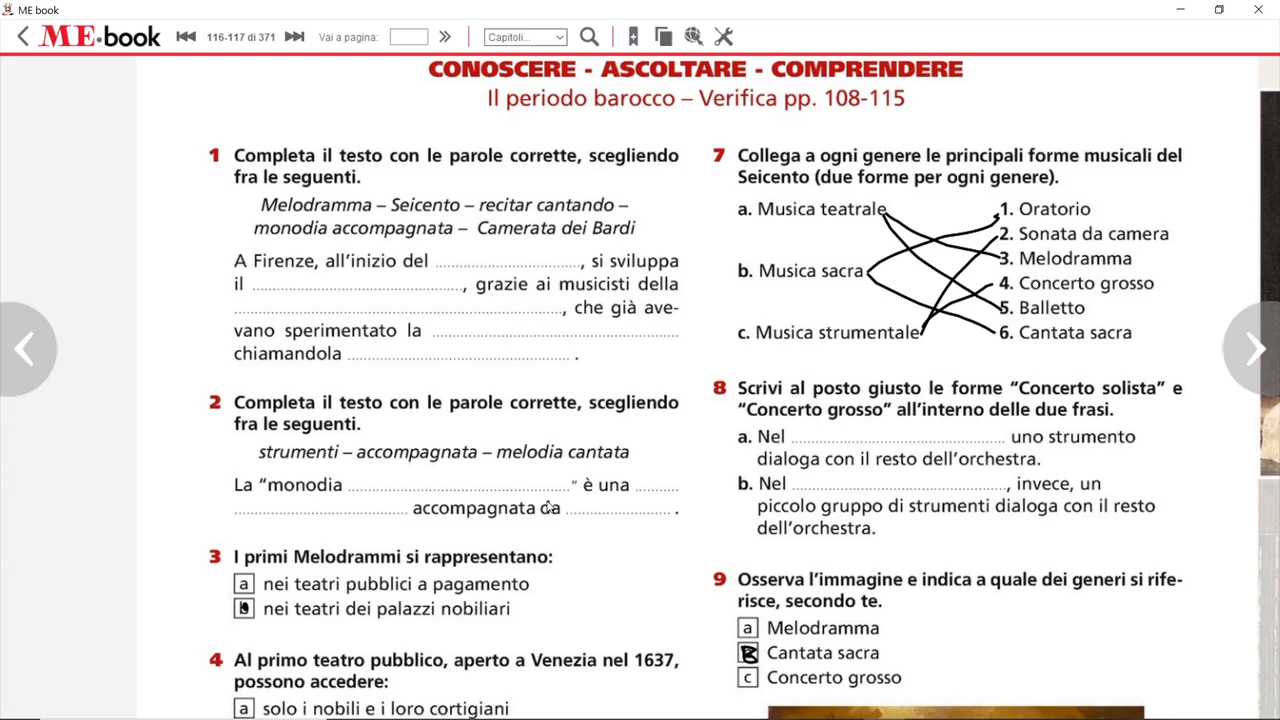 ME book
ME•book
116-117 di 371
Vai a pagina:
Capitoli...
CONOSCERE - ASCOLTARE - COMPRENDERE
Il periodo barocco – Verifica pp. 108-115
1 Completa il testo con le parole corrette, scegliendo
fra le seguenti.
Melodramma – Seicento – recitar cantando –
monodia accompagnata – Camerata dei Bardi
A Firenze, all'inizio del ........................................, si sviluppa
il ........................................, grazie ai musicisti della
........................................, che già ave-
vano sperimentato la ........................................
chiamandola ........................................ .
2 Completa il testo con le parole corrette, scegliendo
fra le seguenti.
strumenti – accompagnata – melodia cantata
La "monodia ........................................" è una ..........
........................................ accompagnata da .................... .
3 I primi Melodrammi si rappresentano:
a nei teatri pubblici a pagamento
b nei teatri dei palazzi nobiliari
4 Al primo teatro pubblico, aperto a Venezia nel 1637,
possono accedere:
a solo i nobili e i loro cortigiani
7 Collega a ogni genere le principali forme musicali del
Seicento (due forme per ogni genere).
a. Musica teatrale
b. Musica sacra
c. Musica strumentale
1. Oratorio
2. Sonata da camera
3. Melodramma
4. Concerto grosso
5. Balletto
6. Cantata sacra
8 Scrivi al posto giusto le forme "Concerto solista" e
"Concerto grosso" all'interno delle due frasi.
a. Nel ........................................ uno strumento
dialoga con il resto dell'orchestra.
b. Nel ........................................, invece, un
piccolo gruppo di strumenti dialoga con il resto
dell'orchestra.
9 Osserva l'immagine e indica a quale dei generi si rife-
risce, secondo te.
a Melodramma
B Cantata sacra
c Concerto grosso